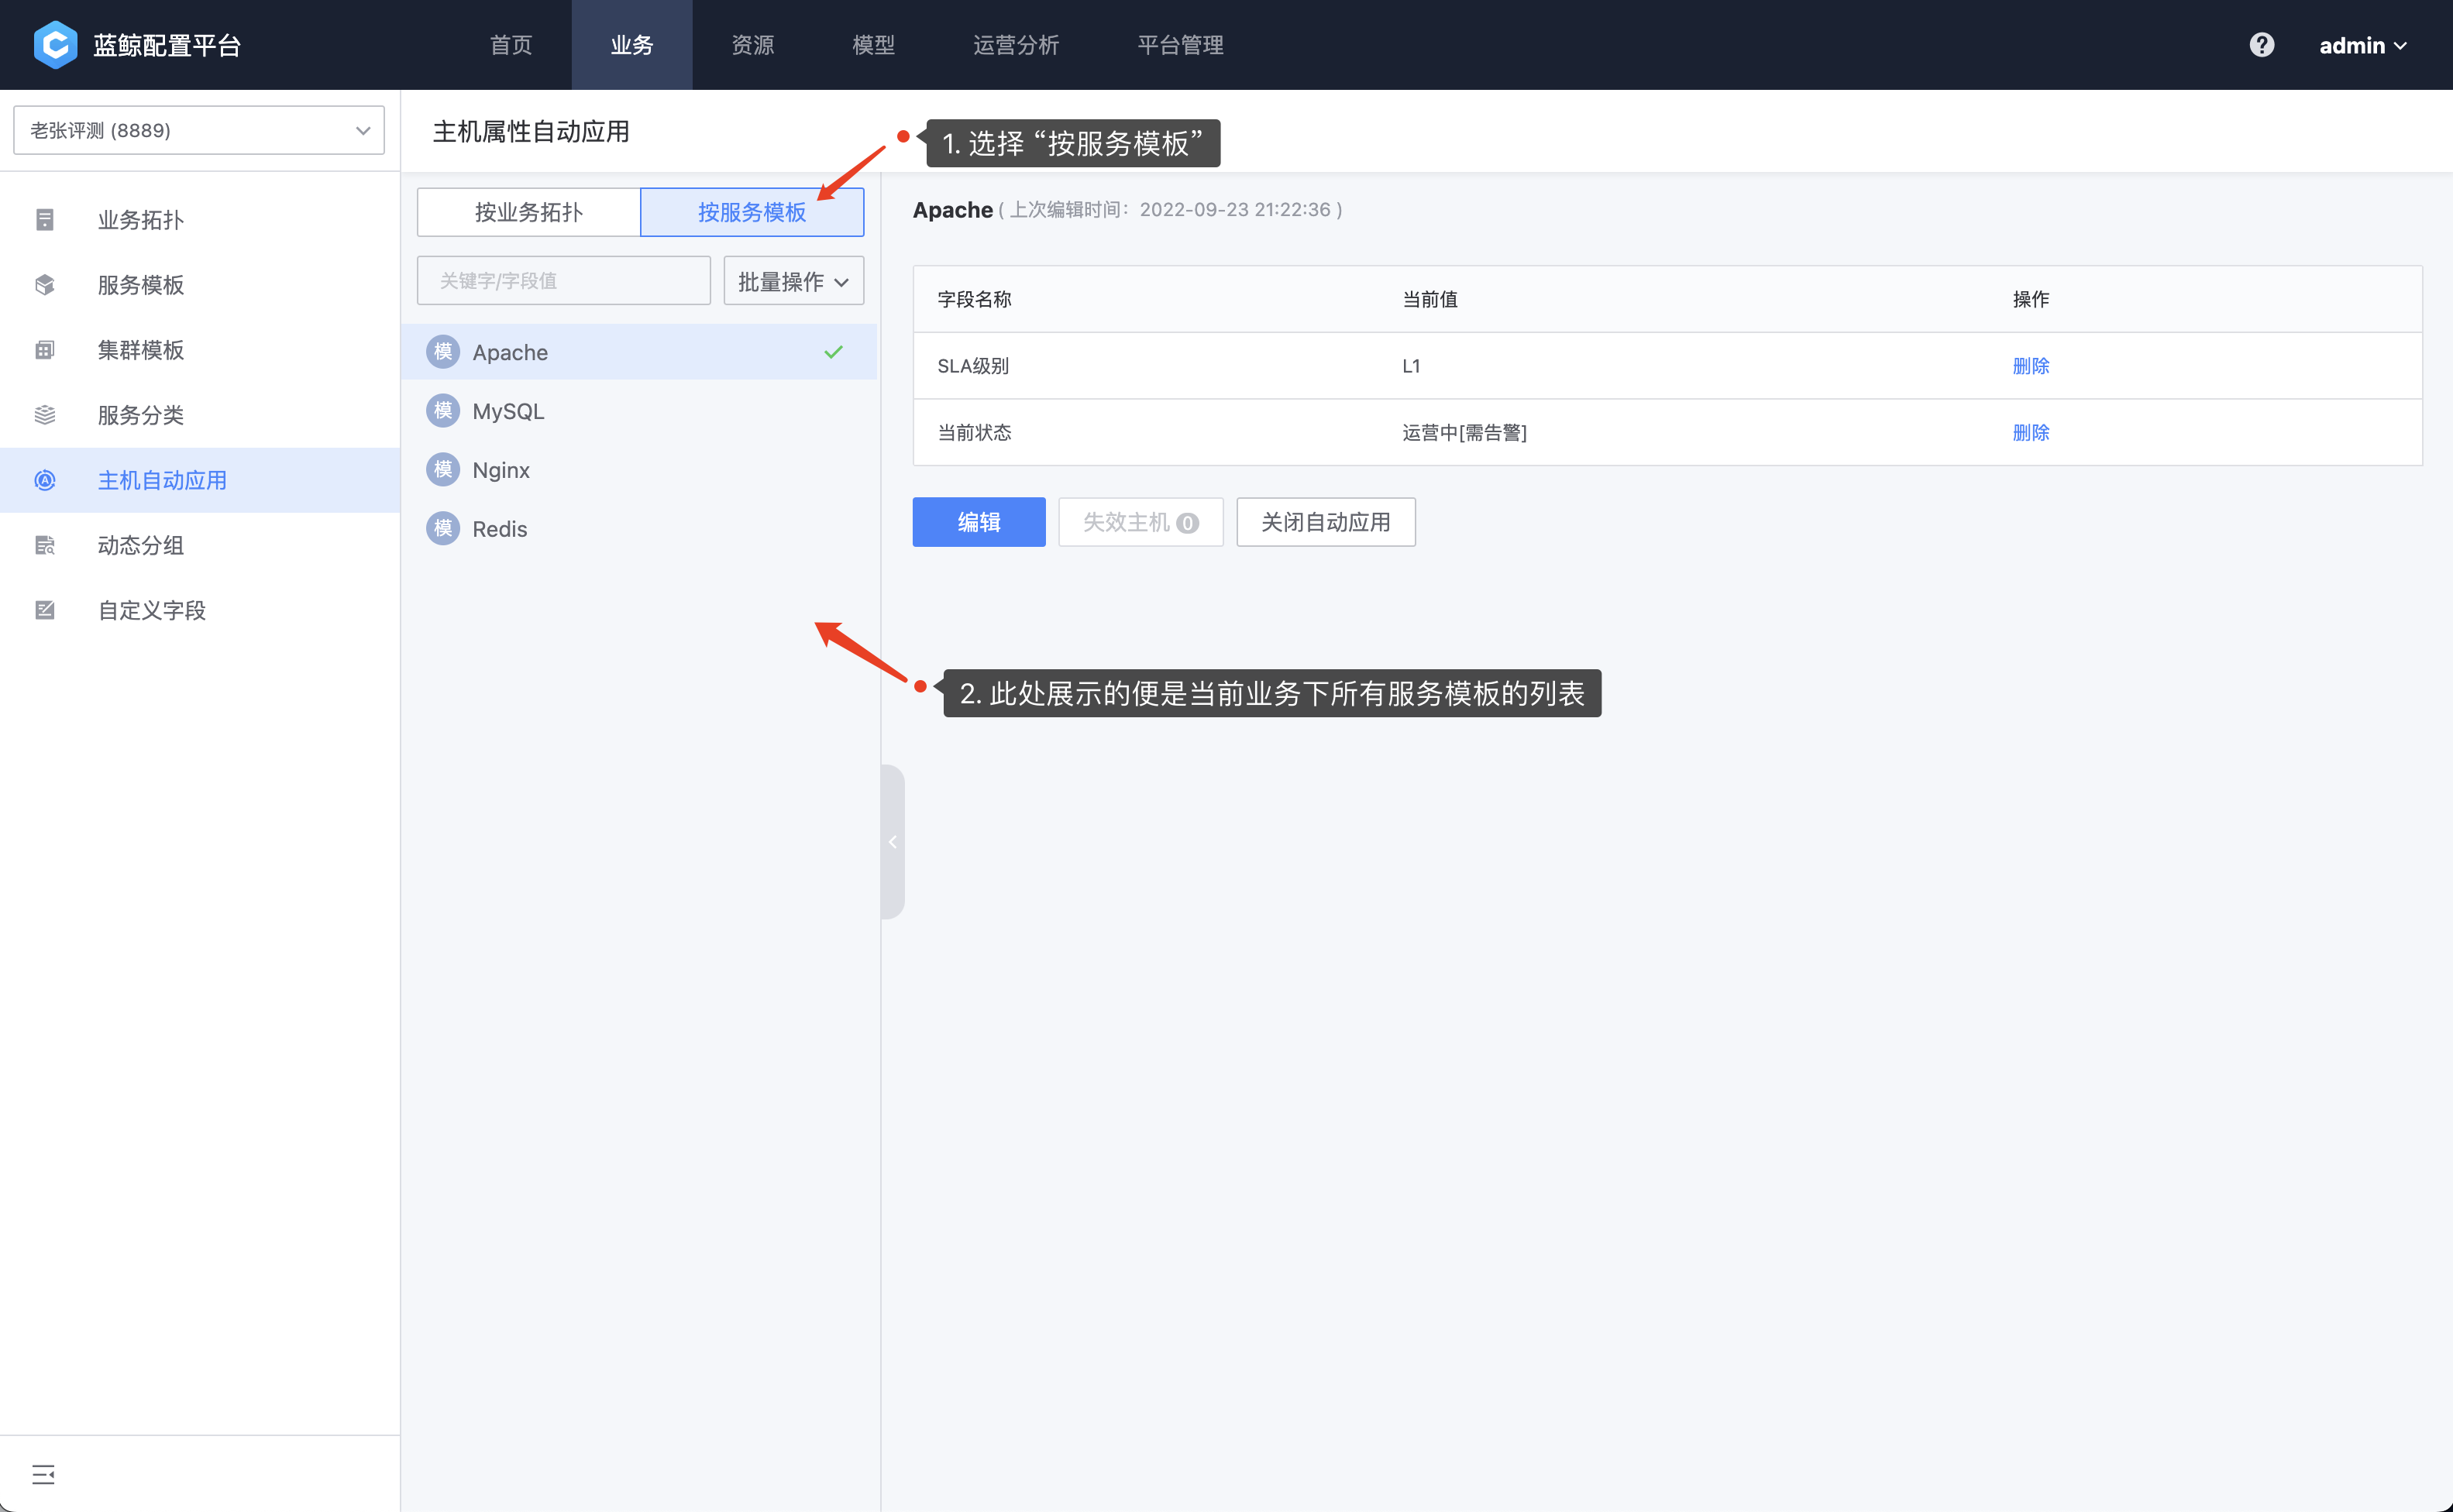 蓝鲸配置平台
首页
业务
资源
模型
运营分析
平台管理
admin
老张评测 (8889)
业务拓扑
服务模板
集群模板
服务分类
主机自动应用
动态分组
自定义字段
主机属性自动应用
1. 选择 “按服务模板”
按业务拓扑
按服务模板
关键字/字段值
批量操作
模 Apache
模 MySQL
模 Nginx
模 Redis
Apache ( 上次编辑时间：2022-09-23 21:22:36 )
字段名称 当前值 操作
SLA级别 L1 删除
当前状态 运营中[需告警] 删除
编辑
失效主机 0
关闭自动应用
2. 此处展示的便是当前业务下所有服务模板的列表